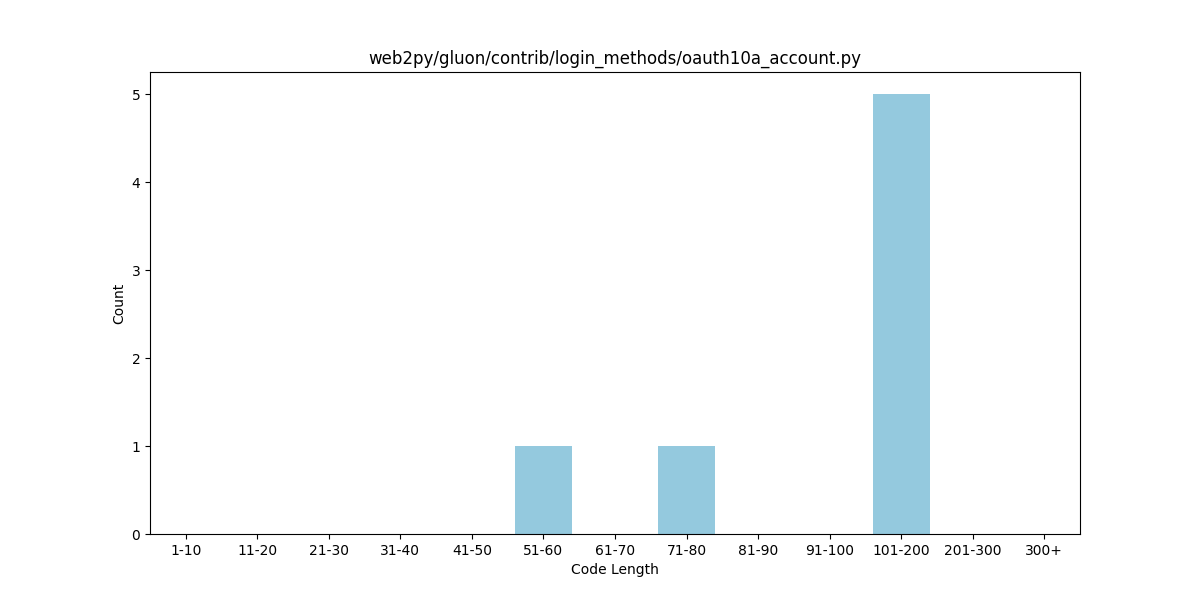 web2py/gluon/contrib/login_methods/oauth10a_account.py
5
4
3
2
1
0
Count
1-10 11-20 21-30 31-40 41-50 51-60 61-70 71-80 81-90 91-100 101-200 201-300 300+
Code Length